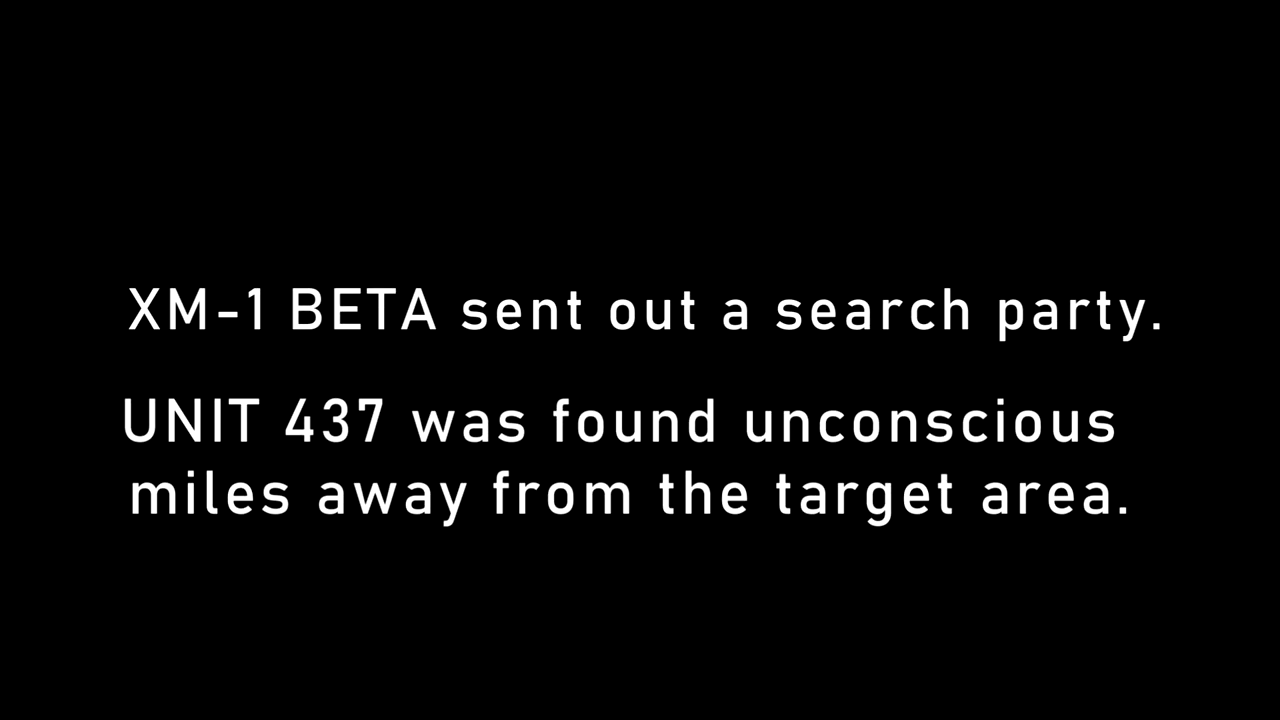 XM-1 BETA sent out a search party.
UNIT 437 was found unconscious
miles away from the target area.